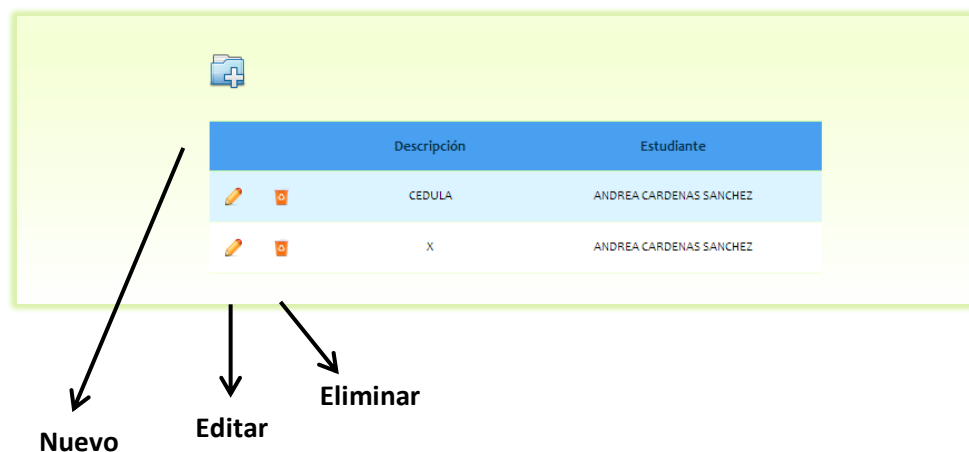 Descripción Estudiante
CEDULA ANDREA CARDENAS SANCHEZ
X ANDREA CARDENAS SANCHEZ
Eliminar
Editar
Nuevo